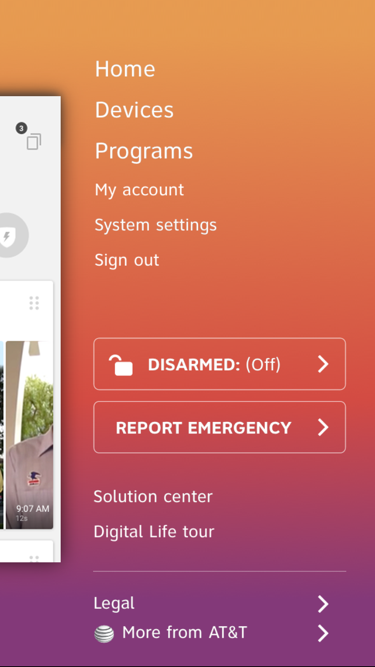 Home
Devices
Programs
My account
System settings
Sign out
3
DISARMED: (Off)
REPORT EMERGENCY
9:07 AM
12s
Solution center
Digital Life tour
Legal
More from AT&T